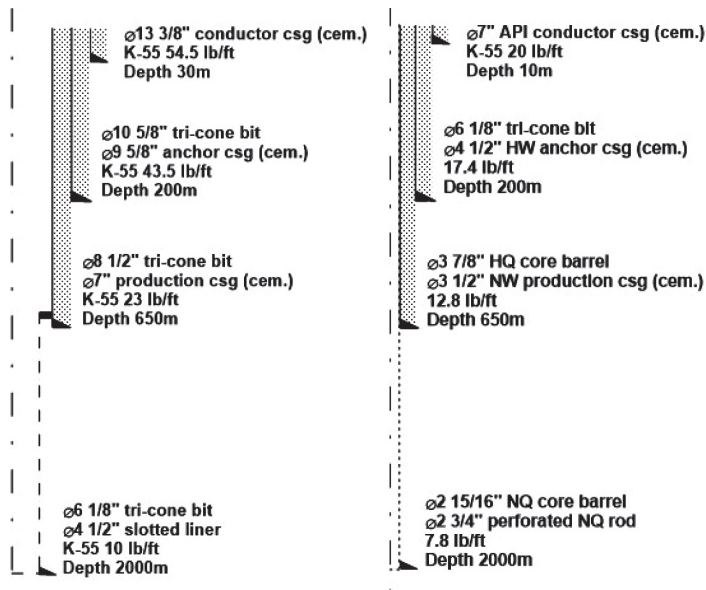 ⌀13 3/8" conductor csg (cem.)
K-55 54.5 lb/ft
Depth 30m
⌀10 5/8" tri-cone bit
⌀9 5/8" anchor csg (cem.)
K-55 43.5 lb/ft
Depth 200m
⌀8 1/2" tri-cone bit
⌀7" production csg (cem.)
K-55 23 lb/ft
Depth 650m
⌀6 1/8" tri-cone bit
⌀4 1/2" slotted liner
K-55 10 lb/ft
Depth 2000m
⌀7" API conductor csg (cem.)
K-55 20 lb/ft
Depth 10m
⌀6 1/8" tri-cone bit
⌀4 1/2" HW anchor csg (cem.)
17.4 lb/ft
Depth 200m
⌀3 7/8" HQ core barrel
⌀3 1/2" NW production csg (cem.)
12.8 lb/ft
Depth 650m
⌀2 15/16" NQ core barrel
⌀2 3/4" perforated NQ rod
7.8 lb/ft
Depth 2000m